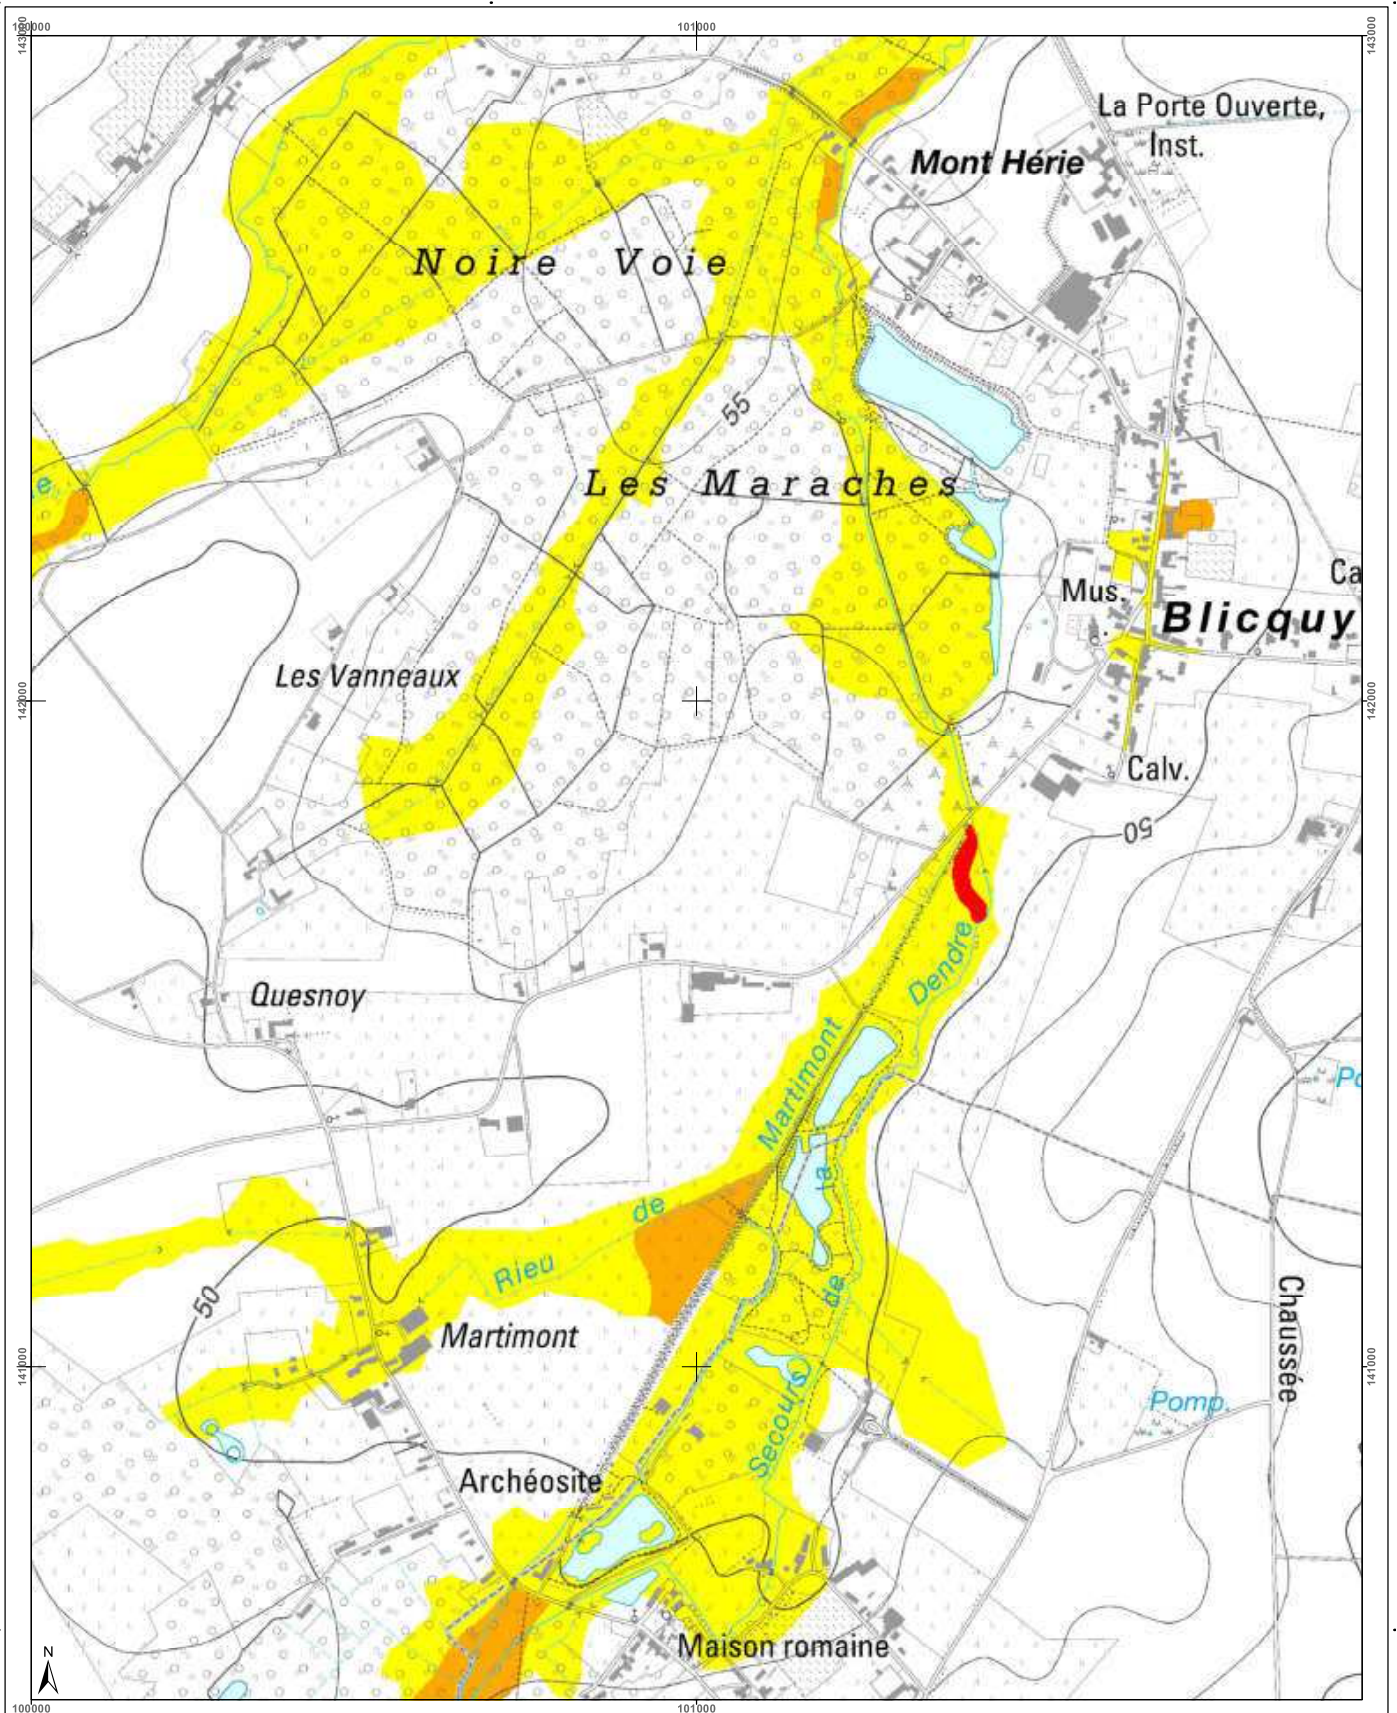 100000
101000
143000
143000
La Porte Ouverte,
Inst.
Mont Hérie
Noire Voie
55
Les Maraches
Ca
Mus.
Blicquy
Les Vanneaux
142000
142000
Calv.
50
Dendre
Quesnoy
Martimont
la
de
Rieu
de
50
Martimont
141000
141000
Chaussée
Pomp.
Secours
Archéosite
Maison romaine
N
100000
101000